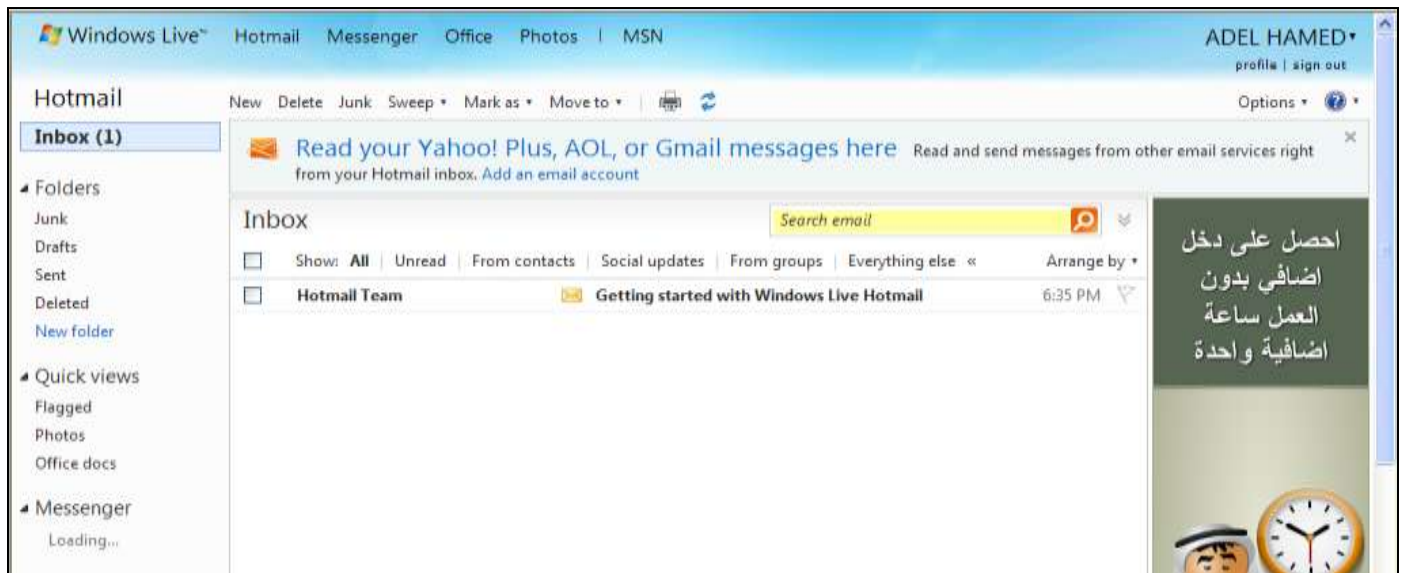 Windows Live™ Hotmail Messenger Office Photos | MSN ADEL HAMED
profile | sign out
Hotmail
New Delete Junk Sweep Mark as Move to Options
Inbox (1)
Read your Yahoo! Plus, AOL, or Gmail messages here Read and send messages from other email services right
from your Hotmail inbox. Add an email account
Folders
Junk
Drafts
Sent
Deleted
New folder
Quick views
Flagged
Photos
Office docs
Messenger
Loading...
Inbox Search email
Show: All | Unread | From contacts | Social updates | From groups | Everything else « Arrange by
Hotmail Team Getting started with Windows Live Hotmail 6:35 PM
احصل على دخل
اضافي بدون
العمل ساعة
اضافية واحدة